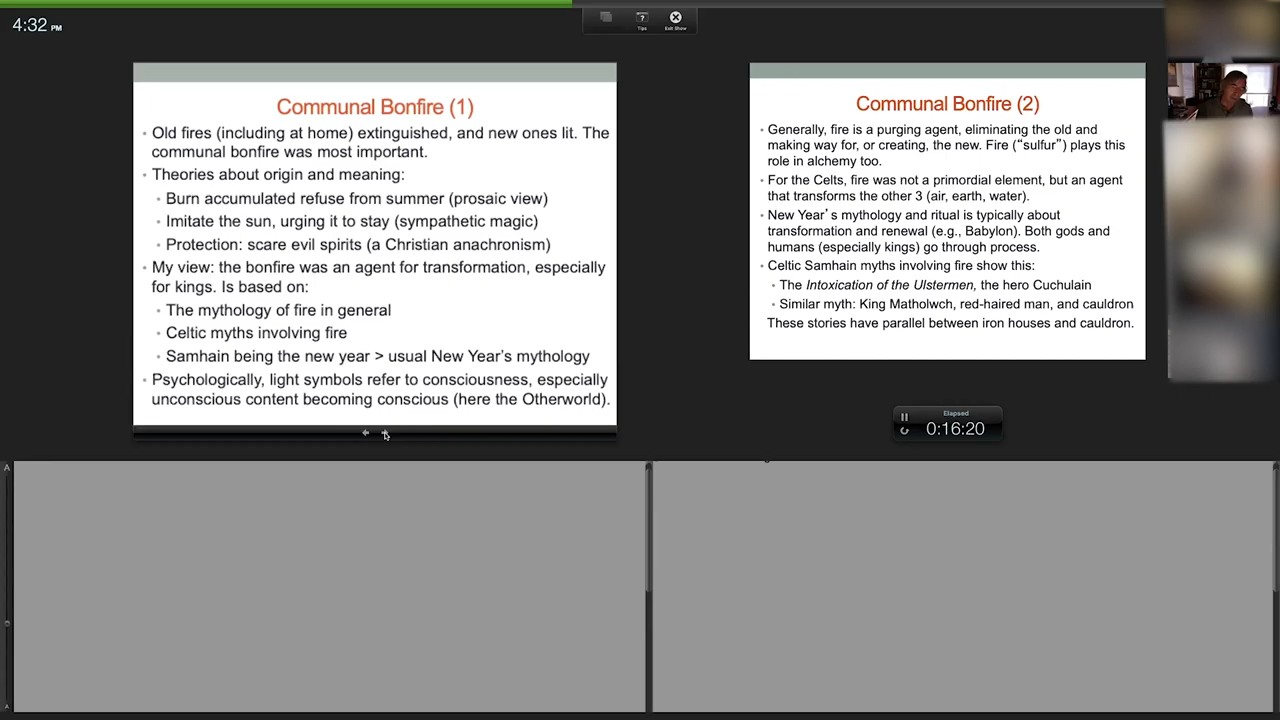 4:32 PM
Tips
Exit Show
Communal Bonfire (1)
• Old fires (including at home) extinguished, and new ones lit. The
communal bonfire was most important.
• Theories about origin and meaning:
• Burn accumulated refuse from summer (prosaic view)
• Imitate the sun, urging it to stay (sympathetic magic)
• Protection: scare evil spirits (a Christian anachronism)
• My view: the bonfire was an agent for transformation, especially
for kings. Is based on:
• The mythology of fire in general
• Celtic myths involving fire
• Samhain being the new year > usual New Year's mythology
• Psychologically, light symbols refer to consciousness, especially
unconscious content becoming conscious (here the Otherworld).
Communal Bonfire (2)
• Generally, fire is a purging agent, eliminating the old and
making way for, or creating, the new. Fire (“sulfur”) plays this
role in alchemy too.
• For the Celts, fire was not a primordial element, but an agent
that transforms the other 3 (air, earth, water).
• New Year’s mythology and ritual is typically about
transformation and renewal (e.g., Babylon). Both gods and
humans (especially kings) go through process.
• Celtic Samhain myths involving fire show this:
• The Intoxication of the Ulstermen, the hero Cuchulain
• Similar myth: King Matholwch, red-haired man, and cauldron
These stories have parallel between iron houses and cauldron.
Elapsed
0:16:20
A
A